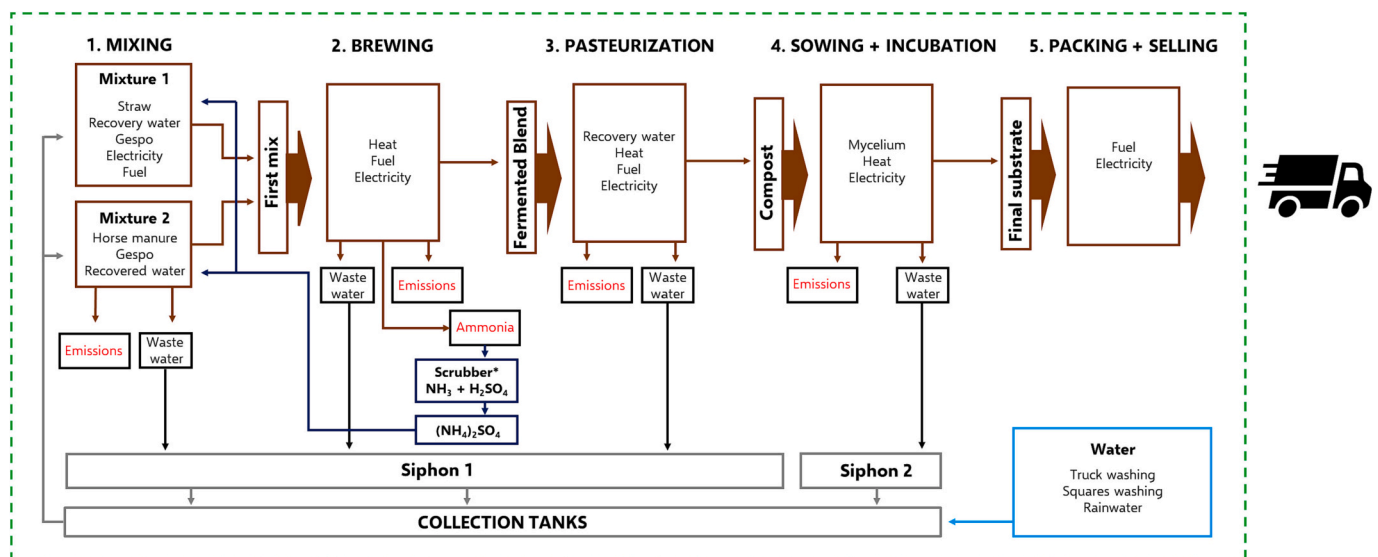 1. MIXING
2. BREWING
3. PASTEURIZATION
4. SOWING + INCUBATION
5. PACKING + SELLING
Mixture 1
Straw
Recovery water
Gespo
Electricity
Fuel
Mixture 2
Horse manure
Gespo
Recovered water
Emissions
Waste
water
First mix
Heat
Fuel
Electricity
Waste
water
Emissions
Ammonia
Scrubber*
NH₃ + H₂SO₄
(NH₄)₂SO₄
Fermented Blend
Recovery water
Heat
Fuel
Electricity
Emissions
Waste
water
Compost
Mycelium
Heat
Electricity
Emissions
Waste
water
Final substrate
Fuel
Electricity
Siphon 1
Siphon 2
COLLECTION TANKS
Water
Truck washing
Squares washing
Rainwater